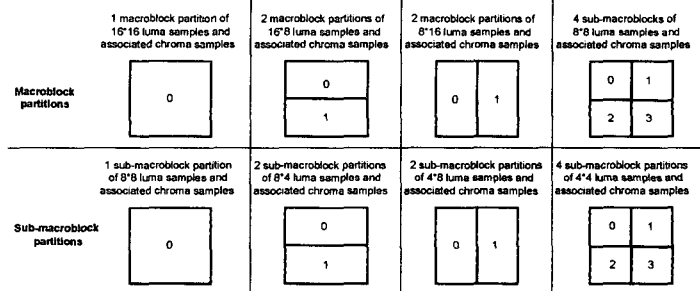 1 macroblock partition of
16*16 luma samples and
associated chroma samples
2 macroblock partitions of
16*8 luma samples and
associated chroma samples
2 macroblock partitions of
8*16 luma samples and
associated chroma samples
4 sub-macroblocks of
8*8 luma samples and
associated chroma samples
Macroblock
partitions
0
0
1
0 1
0 1
2 3
1 sub-macroblock partition
of 8*8 luma samples and
associated chroma samples
2 sub-macroblock partitions
of 8*4 luma samples and
associated chroma samples
2 sub-macroblock partitions
of 4*8 luma samples and
associated chroma samples
4 sub-macroblock partitions
of 4*4 luma samples and
associated chroma samples
Sub-macroblock
partitions
0
0
1
0 1
0 1
2 3